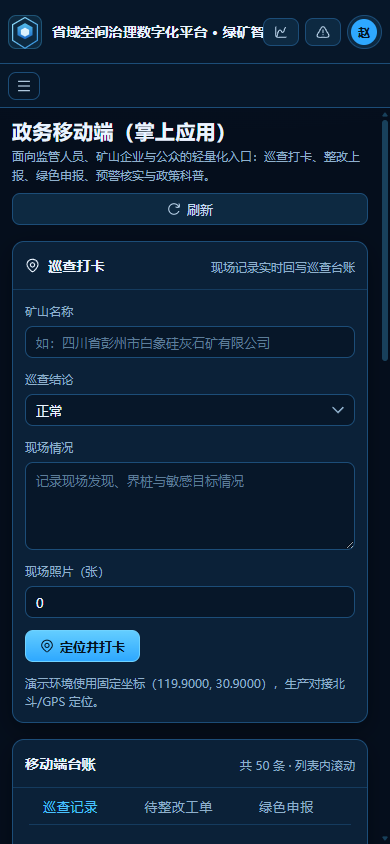 省域空间治理数字化平台 • 绿矿智
赵
政务移动端（掌上应用）
面向监管人员、矿山企业与公众的轻量化入口：巡查打卡、整改上
报、绿色申报、预警核实与政策科普。
刷新
巡查打卡
现场记录实时回写巡查台账
矿山名称
如：四川省彭州市白象硅灰石矿有限公司
巡查结论
正常
现场情况
记录现场发现、界桩与敏感目标情况
现场照片（张）
0
定位并打卡
演示环境使用固定坐标（119.9000, 30.9000），生产对接北
斗/GPS 定位。
移动端台账
共 50 条 · 列表内滚动
巡查记录
待整改工单
绿色申报